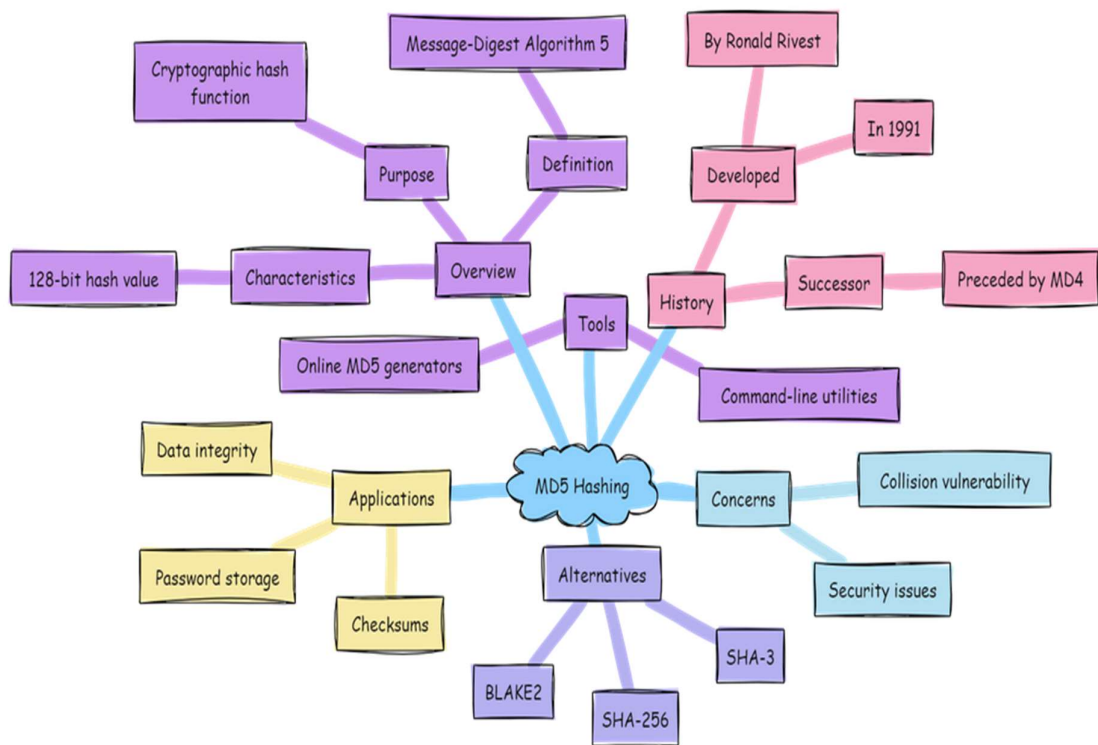 Message-Digest Algorithm 5
By Ronald Rivest
Cryptographic hash
function
In 1991
Purpose
Definition
Developed
128-bit hash value
Characteristics
Overview
History
Successor
Preceded by MD4
Tools
Online MD5 generators
Command-line utilities
Data integrity
Applications
MD5 Hashing
Concerns
Collision vulnerability
Password storage
Alternatives
Security issues
Checksums
SHA-3
BLAKE2
SHA-256